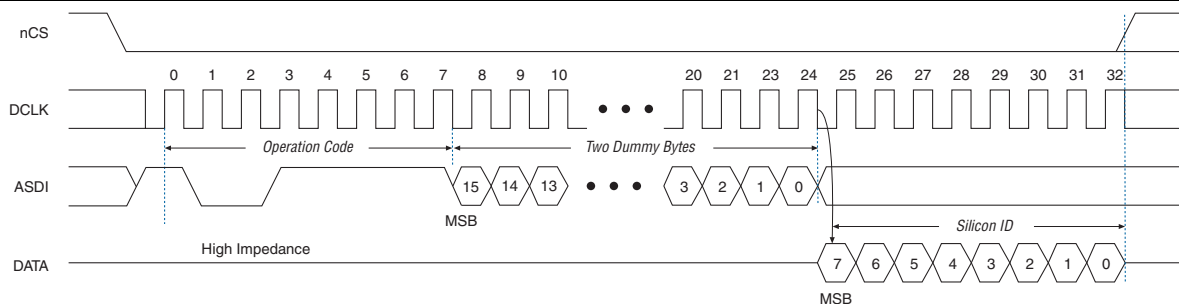 nCS
0 1 2 3 4 5 6 7 8 9 10 20 21 23 24 25 26 27 28 29 30 31 32
DCLK
Operation Code
Two Dummy Bytes
ASDI
15 14 13 3 2 1 0
MSB
Silicon ID
High Impedance
DATA
7 6 5 4 3 2 1 0
MSB